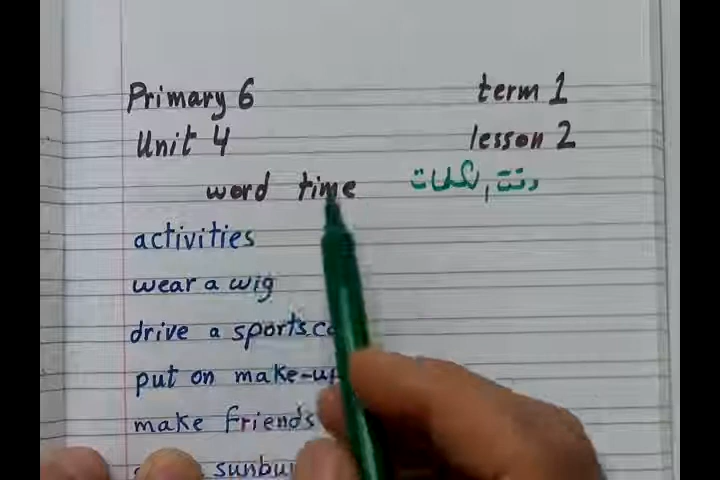 Primary 6 term 1
Unit 4 lesson 2
word time وقت الكلمات
activities
wear a wig
drive a sports
put on make-up
make friends